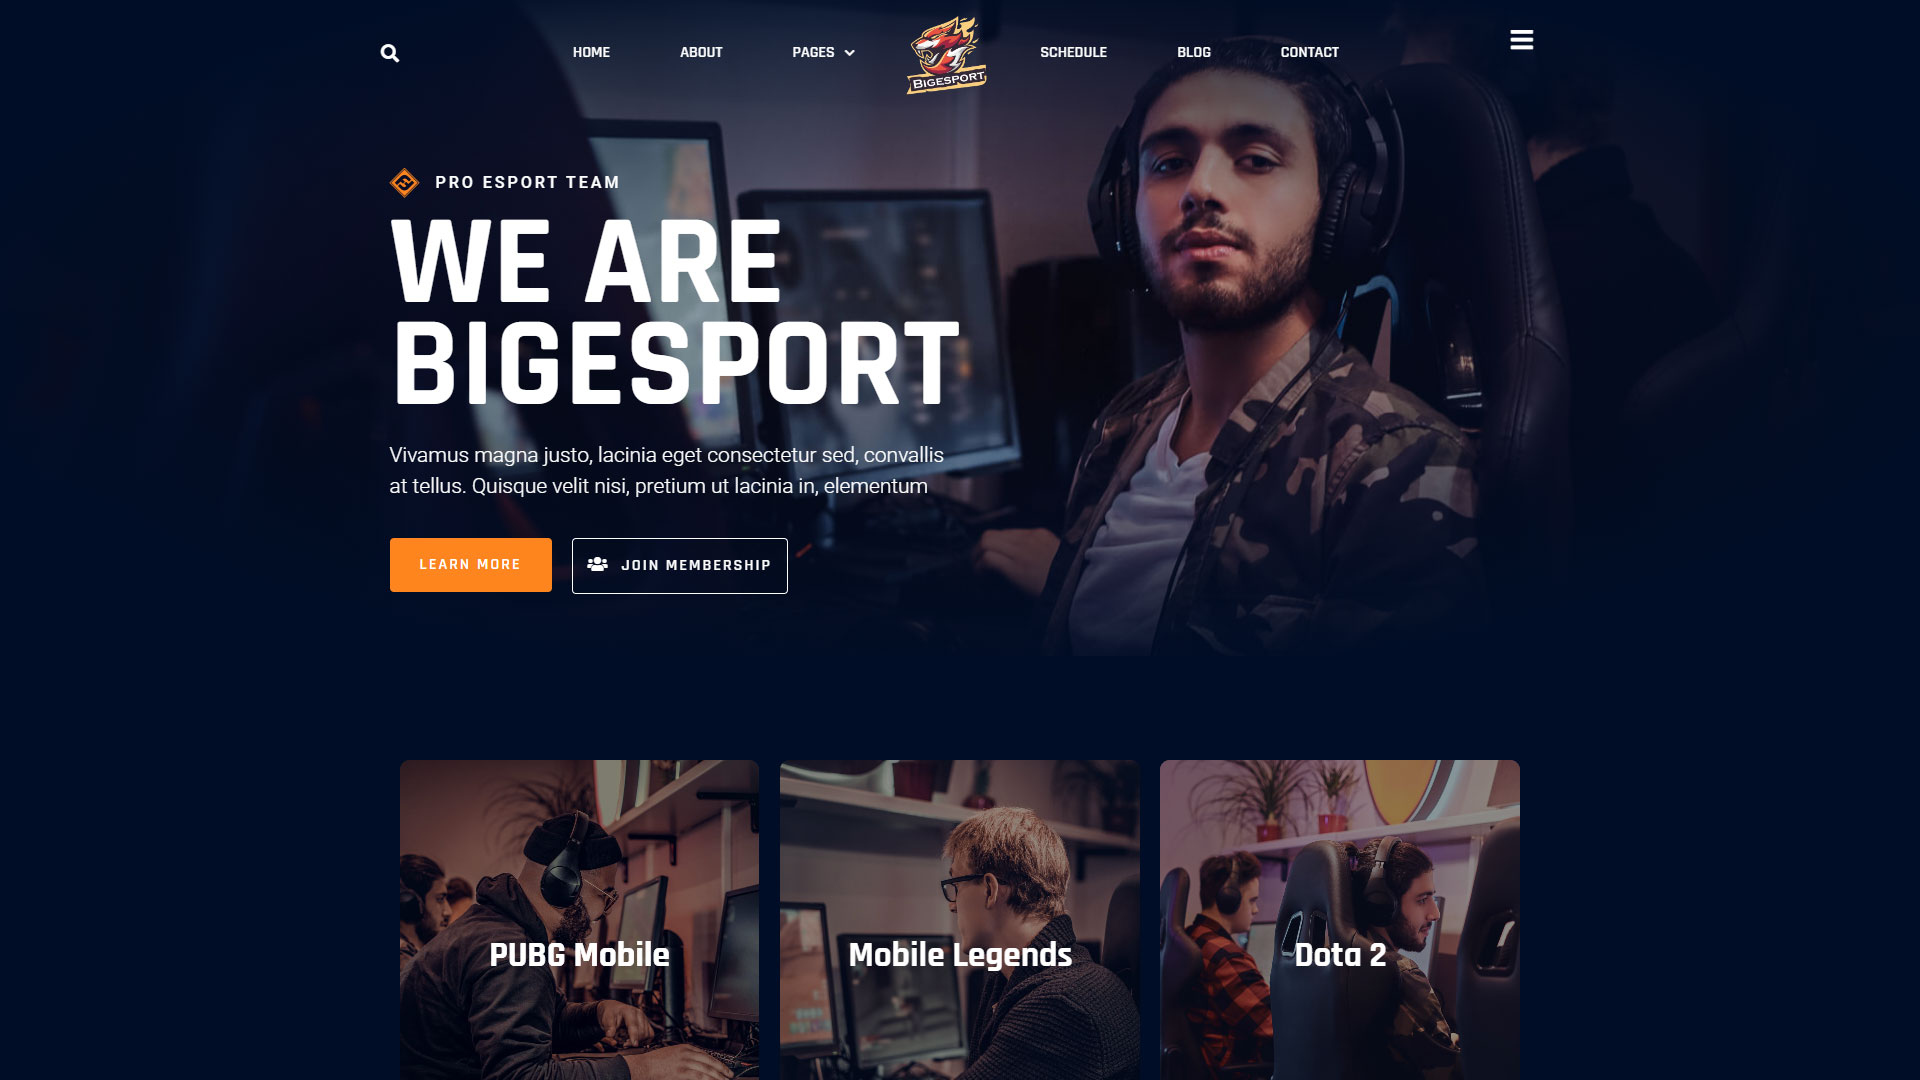 HOME
ABOUT
PAGES
BIGESPORT
SCHEDULE
BLOG
CONTACT
PRO ESPORT TEAM
WE ARE
BIGESPORT
Vivamus magna justo, lacinia eget consectetur sed, convallis
at tellus. Quisque velit nisi, pretium ut lacinia in, elementum
LEARN MORE
JOIN MEMBERSHIP
PUBG Mobile
Mobile Legends
Dota 2